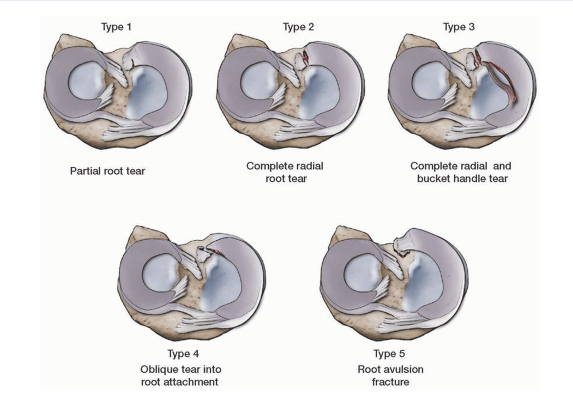 Type 1
Type 2
Type 3
Partial root tear
Complete radial
root tear
Complete radial and
bucket handle tear
Type 4
Oblique tear into
root attachment
Type 5
Root avulsion
fracture